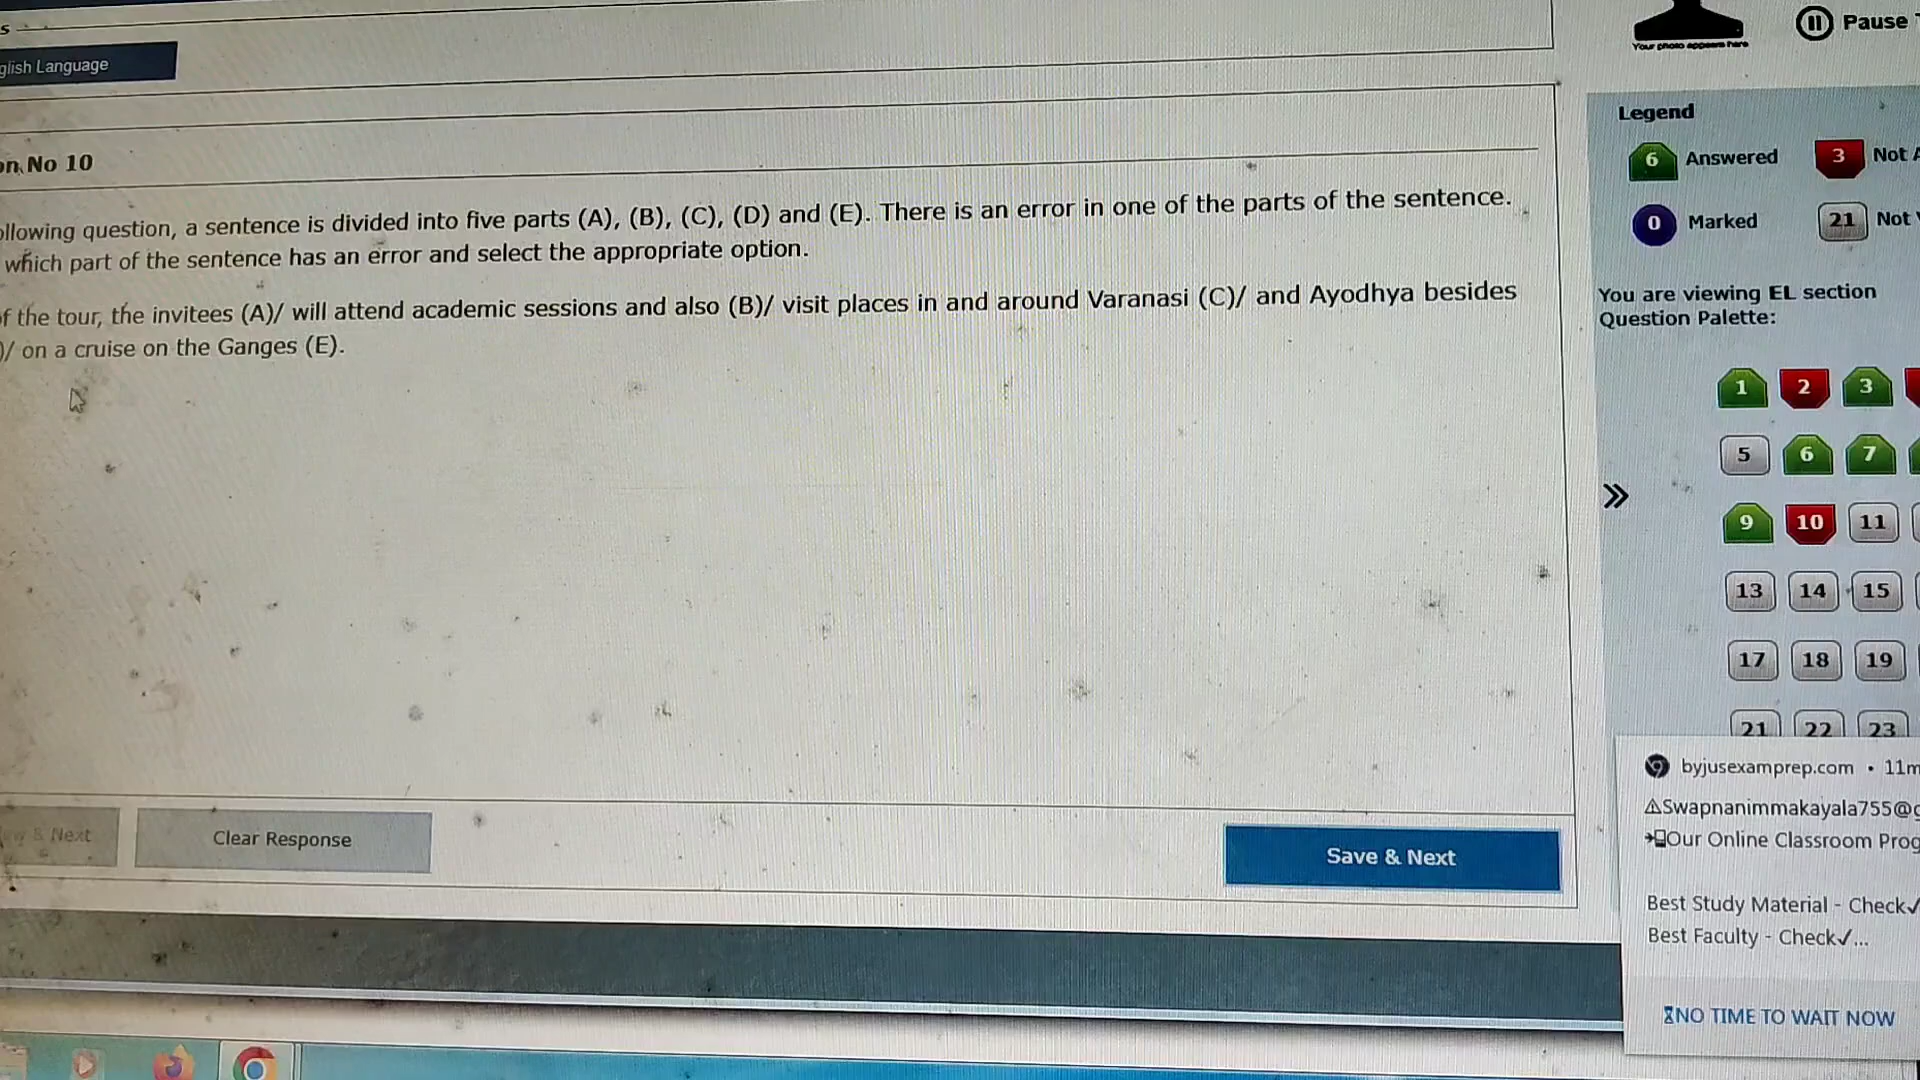 s
glish Language
on No 10
ollowing question, a sentence is divided into five parts (A), (B), (C), (D) and (E). There is an error in one of the parts of the sentence.
which part of the sentence has an error and select the appropriate option.
of the tour, the invitees (A)/ will attend academic sessions and also (B)/ visit places in and around Varanasi (C)/ and Ayodhya besides
)/ on a cruise on the Ganges (E).
& Next
Clear Response
Save & Next
Your photo appears here
Pause
Legend
6 Answered
3 Not A
0 Marked
21 Not
You are viewing EL section
Question Palette:
1 2 3
5 6 7
9 10 11
13 14 15
17 18 19
21 22 23
byjusexamprep.com • 11m
⚠Swapnanimmakayala755@g
Our Online Classroom Prog
Best Study Material - Check✓
Best Faculty - Check✓...
⌛NO TIME TO WAIT NOW